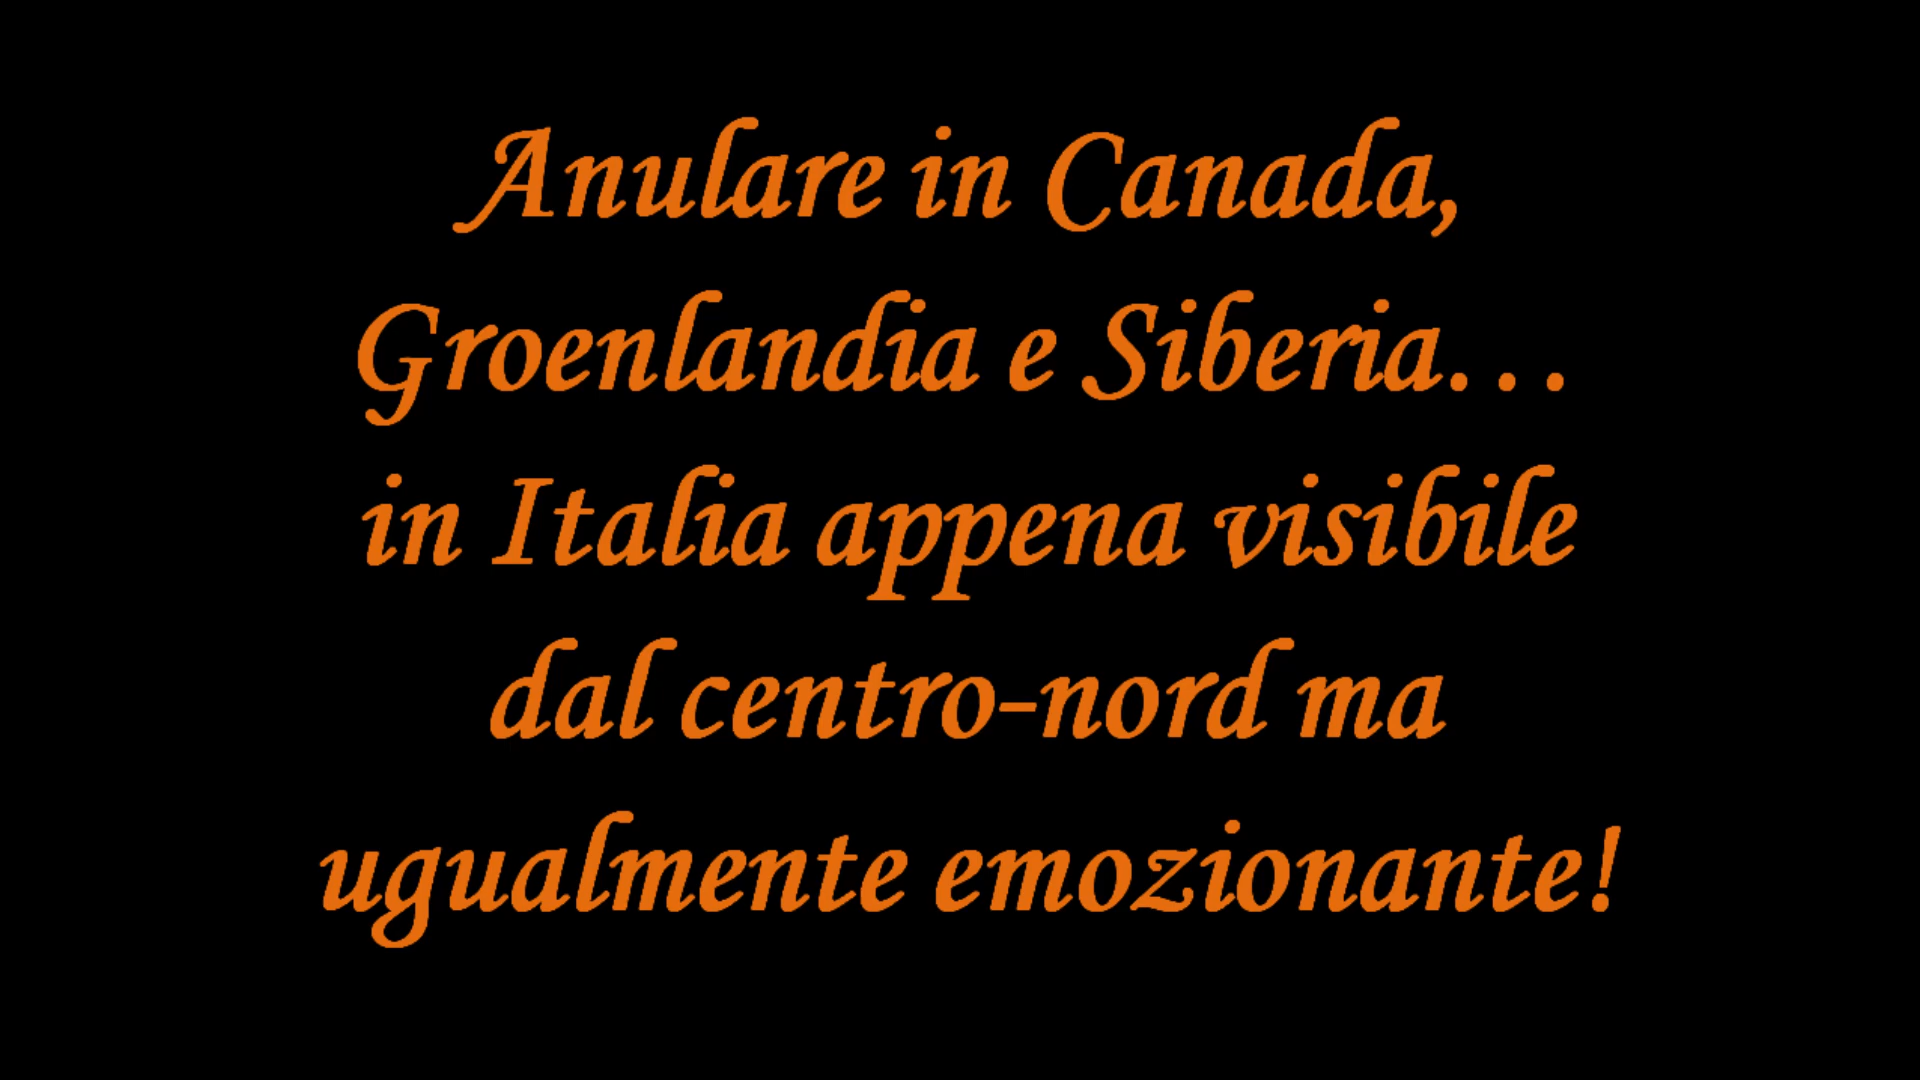 Anulare in Canada,
Groenlandia e Siberia...
in Italia appena visibile
dal centro-nord ma
ugualmente emozionante!